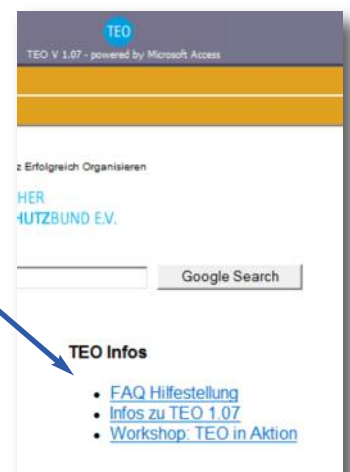 TEO
TEO V 1.07 - powered by Microsoft Access
Erfolgreich Organisieren
HER
HUTZBUND E.V.
Google Search
TEO Infos
• FAQ Hilfestellung
• Infos zu TEO 1.07
• Workshop: TEO in Aktion